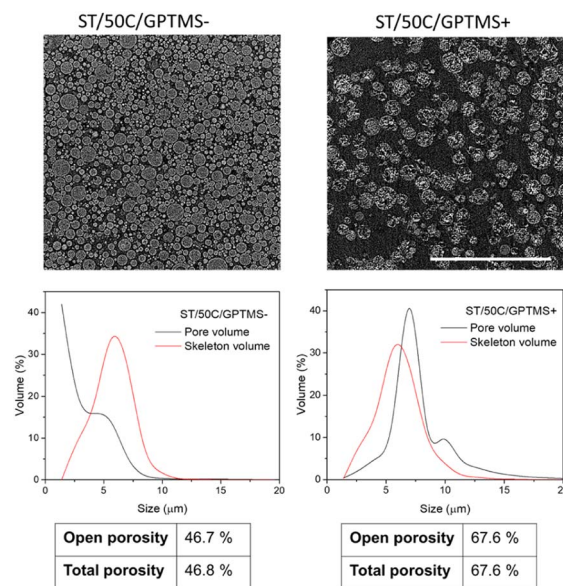 ST/50C/GPTMS-
ST/50C/GPTMS+
40
30
20
10
0
Volume (%)
ST/50C/GPTMS-
Pore volume
Skeleton volume
0
5
10
15
20
Size (μm)
40
30
20
10
0
Volume (%)
ST/50C/GPTMS+
Pore volume
Skeleton volume
0
5
10
15
20
Size (μm)
Open porosity 46.7 %
Total porosity 46.8 %
Open porosity 67.6 %
Total porosity 67.6 %